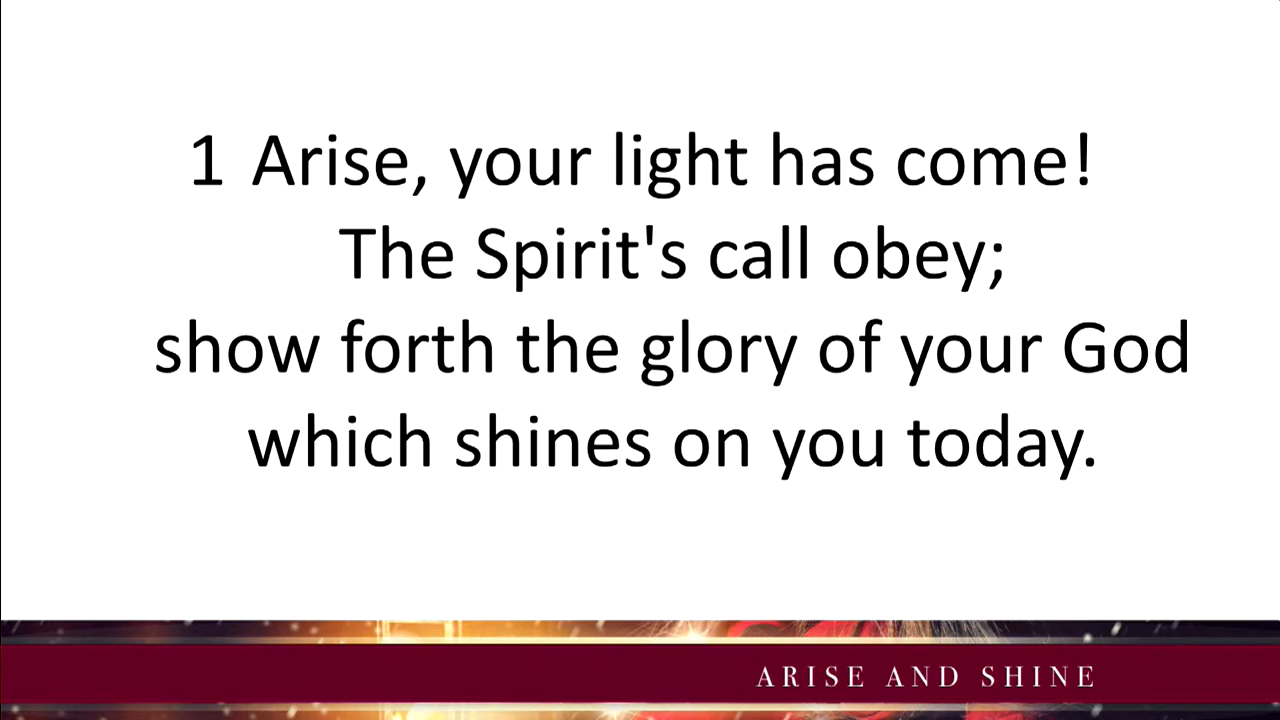 1 Arise, your light has come!
The Spirit's call obey;
show forth the glory of your God
which shines on you today.
ARISE AND SHINE